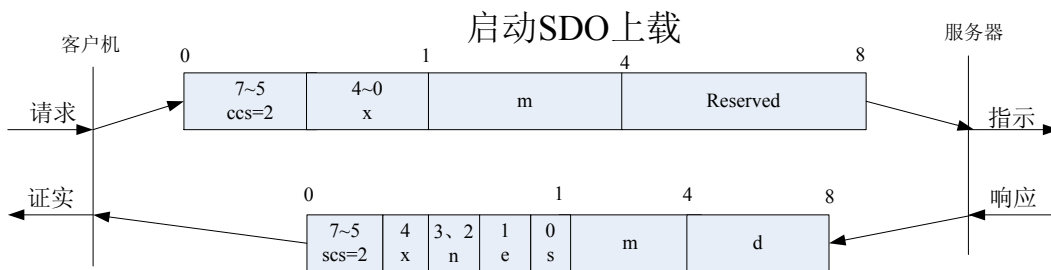 启动SDO上载
客户机
服务器
0 1 4 8
7~5 4~0 m Reserved
ccs=2 x
请求
指示
证实
响应
0 1 4 8
7~5 4 3、2 1 0 m d
scs=2 x n e s